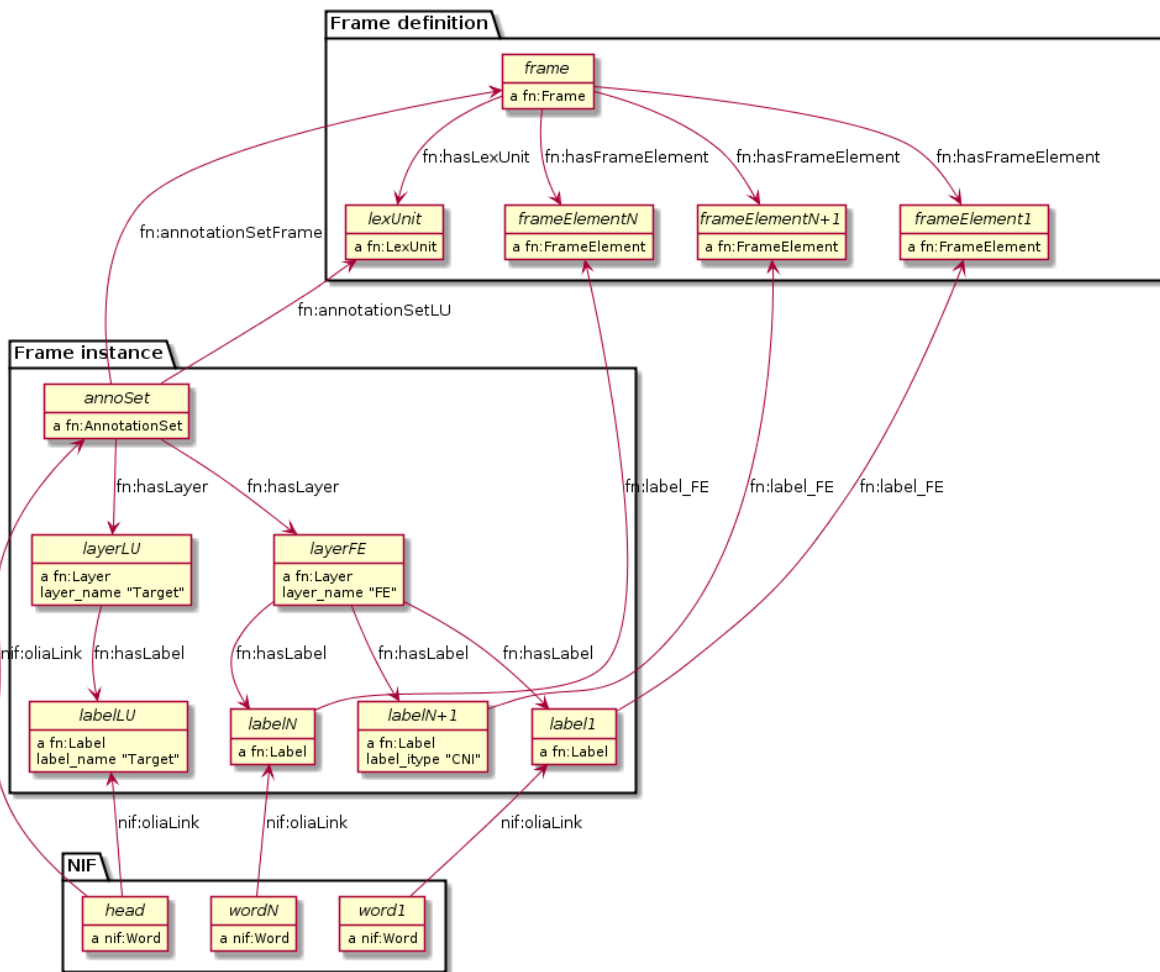 Frame definition
frame
a fn:Frame
fn:hasLexUnit
fn:hasFrameElement
fn:hasFrameElement
fn:hasFrameElement
lexUnit
a fn:LexUnit
frameElementN
a fn:FrameElement
frameElementN+1
a fn:FrameElement
frameElement1
a fn:FrameElement
fn:annotationSetFrame
fn:annotationSetLU
Frame instance
annoSet
a fn:AnnotationSet
fn:hasLayer
fn:hasLayer
fn:label_FE
fn:label_FE
fn:label_FE
layerLU
a fn:Layer
layer_name "Target"
layerFE
a fn:Layer
layer_name "FE"
nif:oliaLink
fn:hasLabel
fn:hasLabel
fn:hasLabel
fn:hasLabel
labelLU
a fn:Label
label_name "Target"
labelN
a fn:Label
labelN+1
a fn:Label
label_itype "CNI"
label1
a fn:Label
nif:oliaLink
nif:oliaLink
nif:oliaLink
NIF
head
a nif:Word
wordN
a nif:Word
word1
a nif:Word